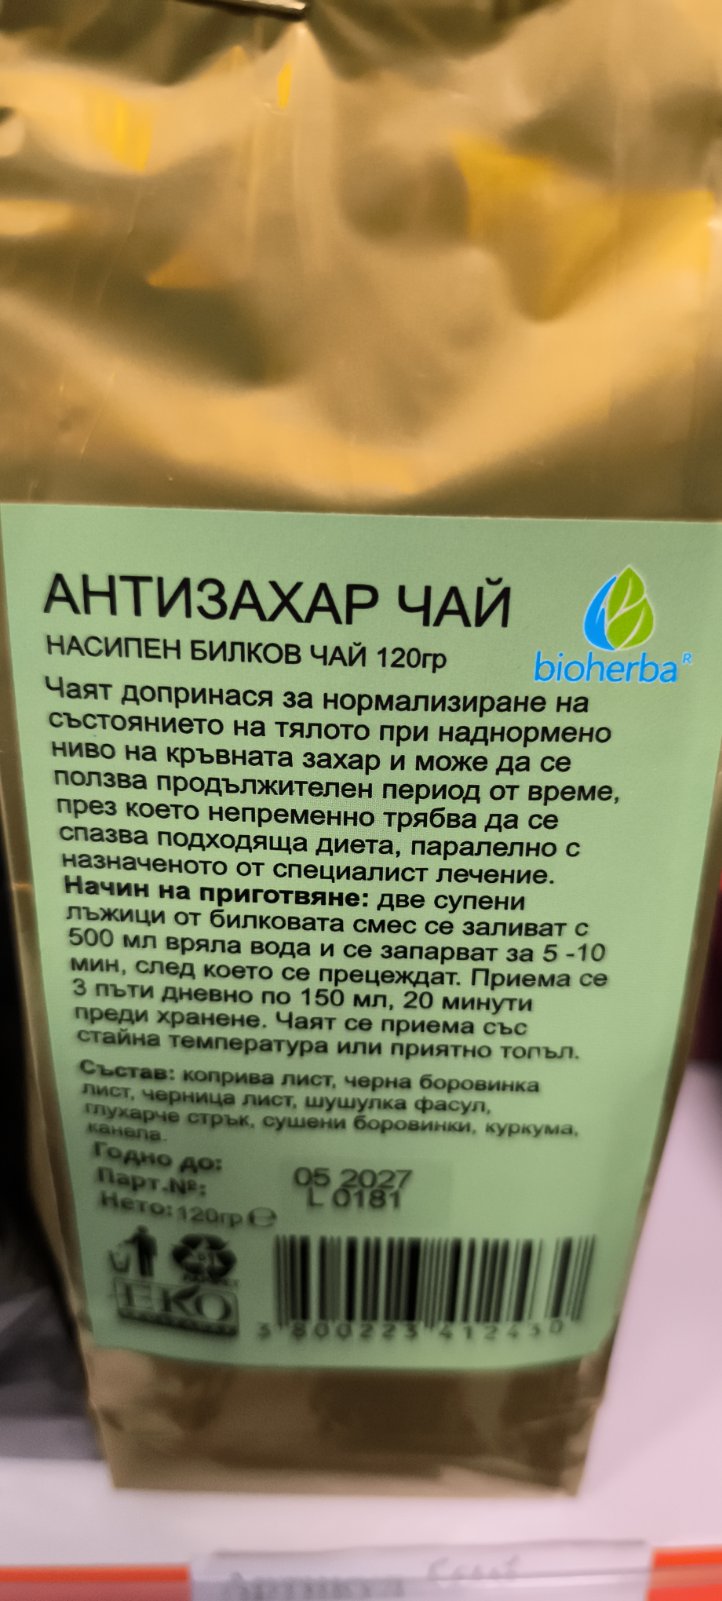 АНТИЗАХАР ЧАЙ
НАСИПЕН БИЛКОВ ЧАЙ 120гр
bioherba®
Чаят допринася за нормализиране на
състоянието на тялото при наднормено
ниво на кръвната захар и може да се
ползва продължителен период от време,
през което непременно трябва да се
спазва подходяща диета, паралелно с
назначеното от специалист лечение.
Начин на приготвяне: две супени
лъжици от билковата смес се заливат с
500 мл вряла вода и се запарват за 5 -10
мин, след което се прецеждат. Приема се
3 пъти дневно по 150 мл, 20 минути
преди хранене. Чаят се приема със
стайна температура или приятно топъл.
Състав: коприва лист, черна боровинка
лист, черница лист, шушулка фасул,
глухарче стрък, сушени боровинки, куркума,
канела.
Годно до: 05 2027
Парт.№: L 0181
Нето: 120гр e
ЕКО
3 800223 412430